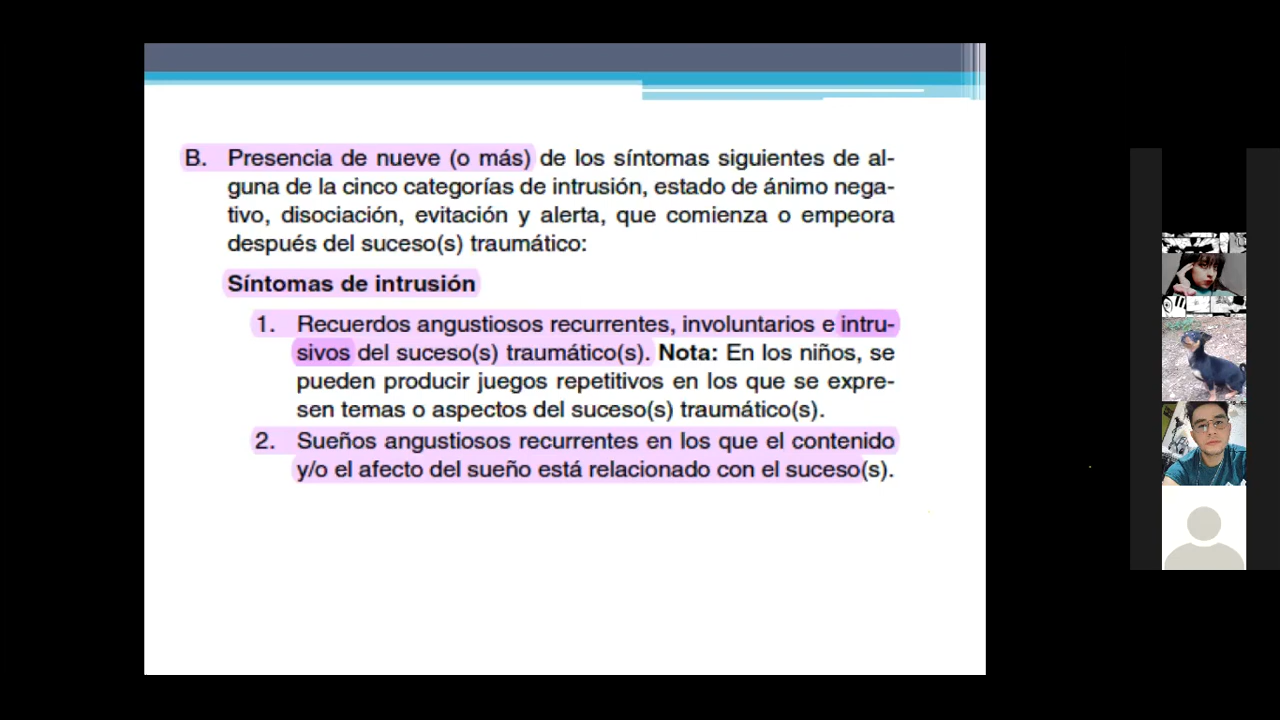 B. Presencia de nueve (o más) de los síntomas siguientes de al-
guna de la cinco categorías de intrusión, estado de ánimo nega-
tivo, disociación, evitación y alerta, que comienza o empeora
después del suceso(s) traumático:
Síntomas de intrusión
1. Recuerdos angustiosos recurrentes, involuntarios e intru-
sivos del suceso(s) traumático(s). Nota: En los niños, se
pueden producir juegos repetitivos en los que se expre-
sen temas o aspectos del suceso(s) traumático(s).
2. Sueños angustiosos recurrentes en los que el contenido
y/o el afecto del sueño está relacionado con el suceso(s).